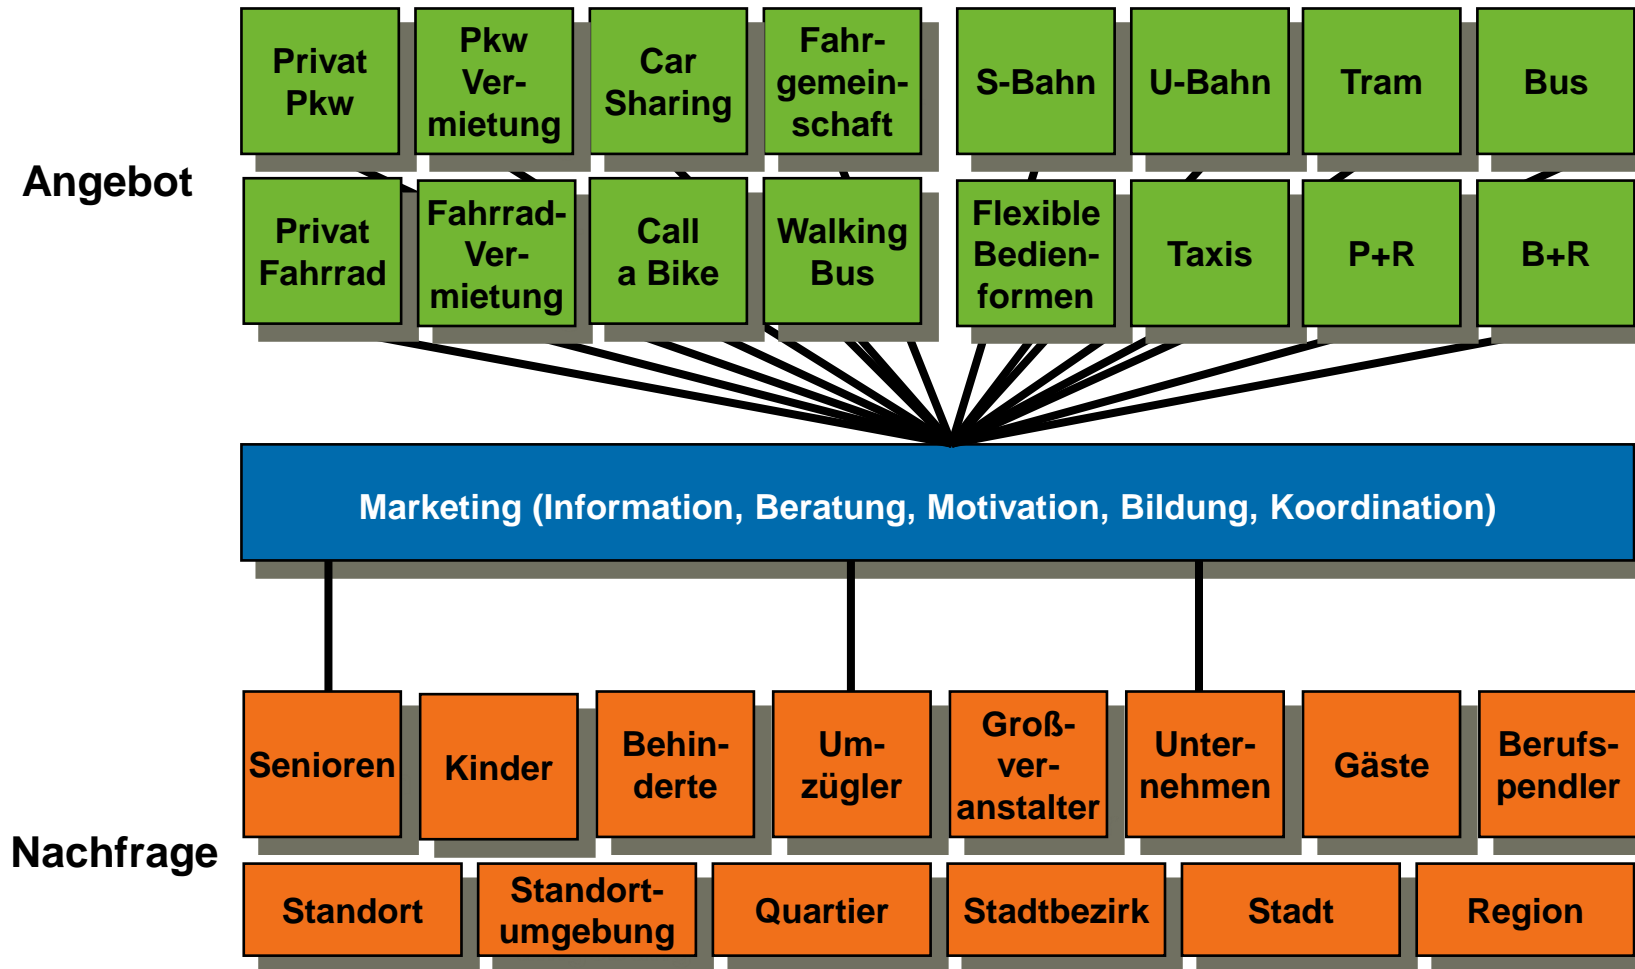 Angebot
Privat
Pkw
Pkw
Ver-
mietung
Car
Sharing
Fahr-
gemein-
schaft
S-Bahn
U-Bahn
Tram
Bus
Privat
Fahrrad
Fahrrad-
Ver-
mietung
Call
a Bike
Walking
Bus
Flexible
Bedien-
formen
Taxis
P+R
B+R
Marketing (Information, Beratung, Motivation, Bildung, Koordination)
Nachfrage
Senioren
Kinder
Behin-
derte
Um-
zügler
Groß-
ver-
anstalter
Unter-
nehmen
Gäste
Berufs-
pendler
Standort
Standort-
umgebung
Quartier
Stadtbezirk
Stadt
Region